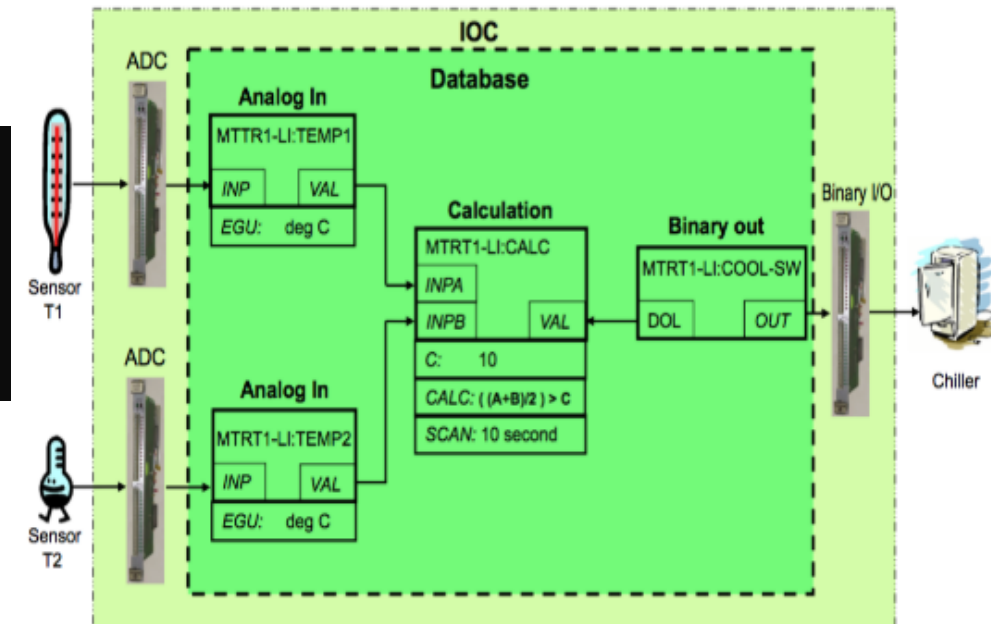 IOC
Database
ADC
Analog In
MTTR1-LI:TEMP1
INP VAL
EGU: deg C
Sensor
T1
Calculation
MTRT1-LI:CALC
INPA
INPB VAL
C: 10
CALC: ( (A+B)/2 ) > C
SCAN: 10 second
Binary out
MTRT1-LI:COOL-SW
DOL OUT
Binary I/O
Chiller
ADC
Analog In
MTRT1-LI:TEMP2
INP VAL
EGU: deg C
Sensor
T2